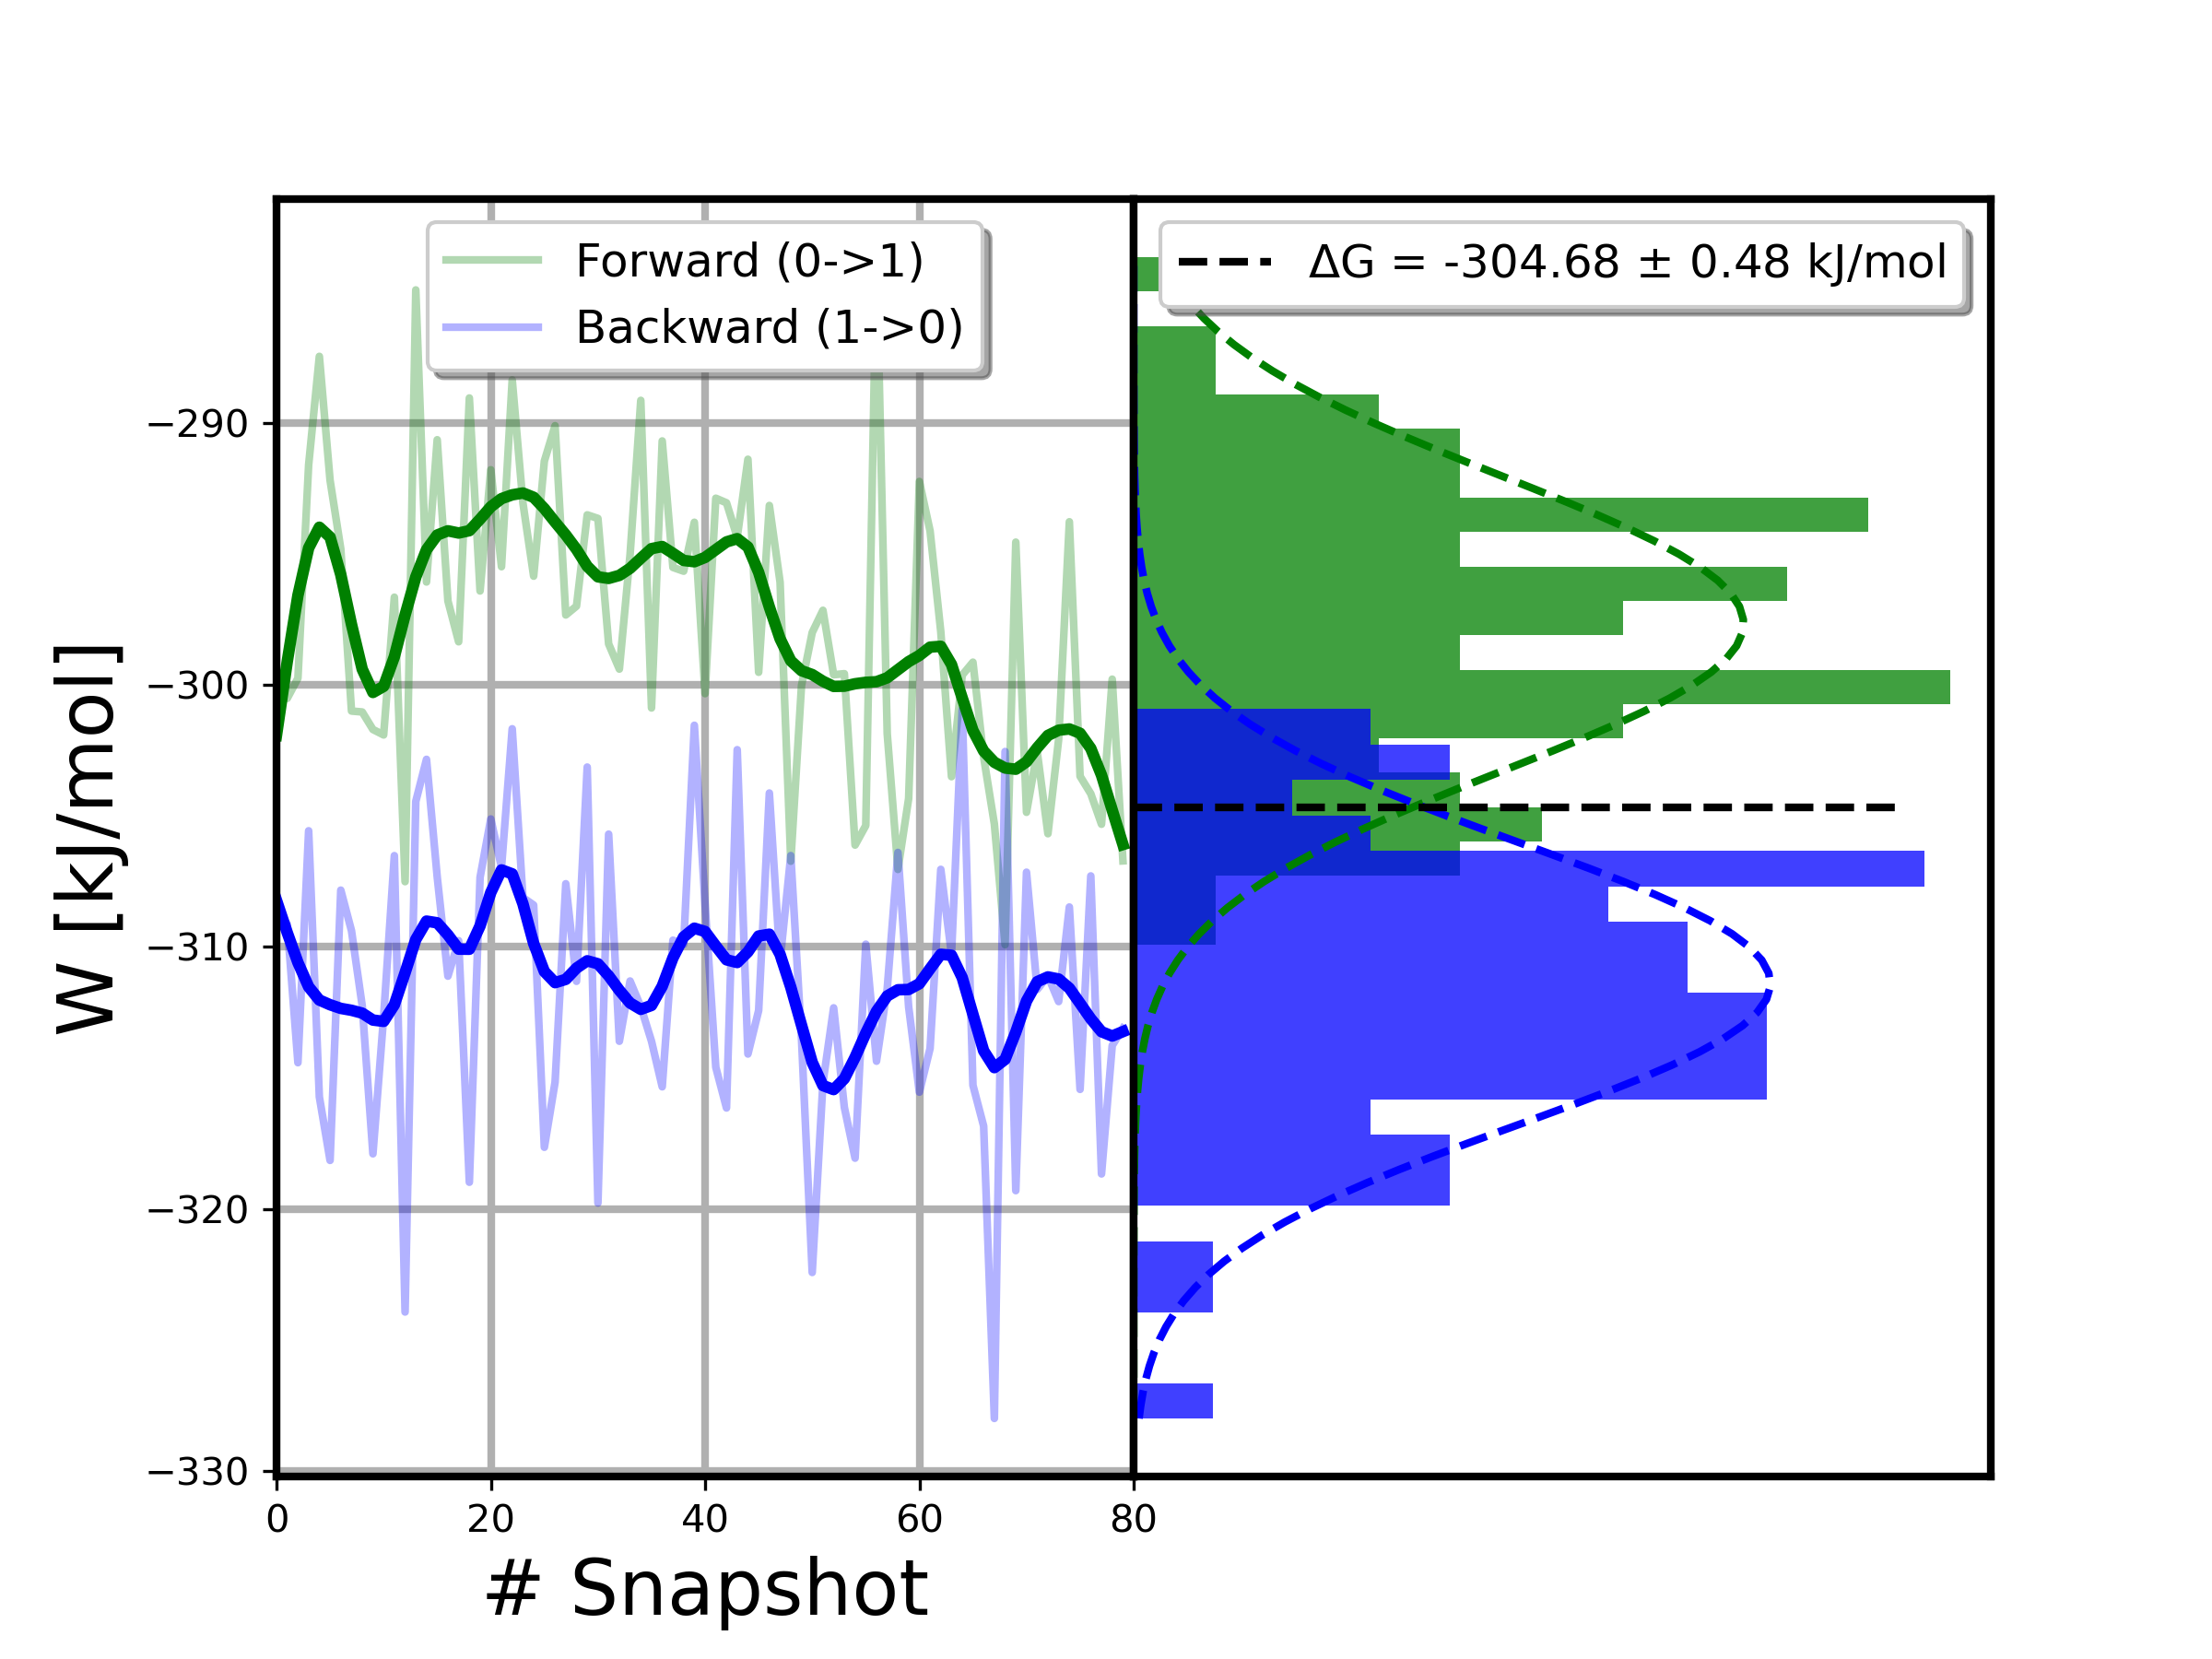 Forward (0->1)
Backward (1->0)
ΔG = -304.68 ± 0.48 kJ/mol
W [kJ/mol]
−290
−300
−310
−320
−330
0 20 40 60 80
# Snapshot